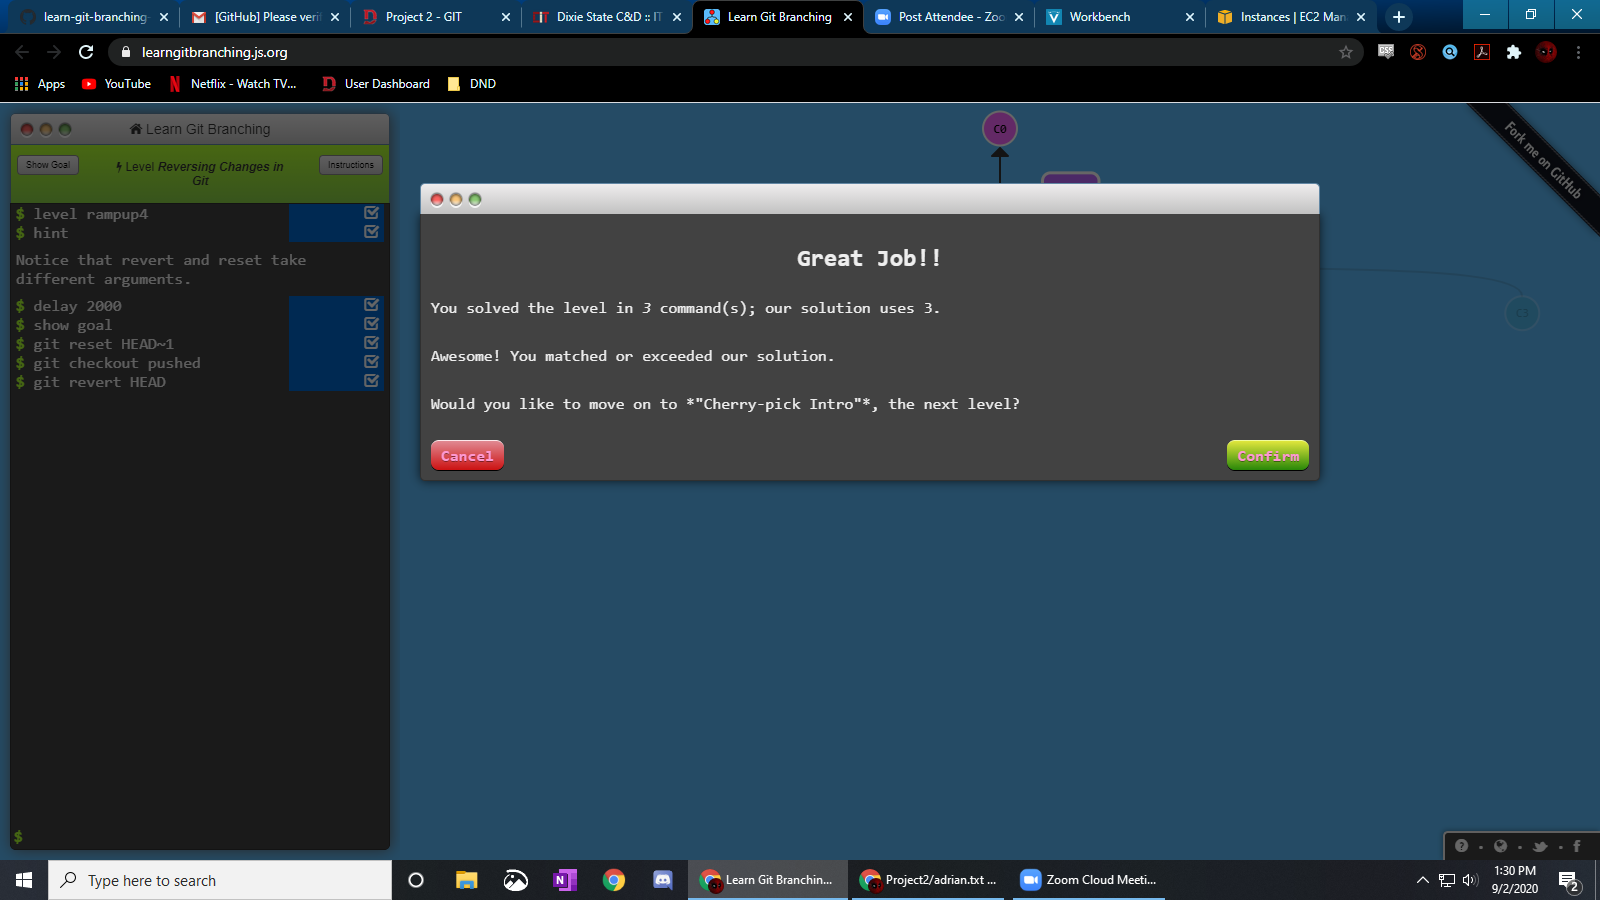 learn-git-branching-
[GitHub] Please verif
Project 2 - GIT
Dixie State C&D :: IT
Learn Git Branching
Post Attendee - Zoo
Workbench
Instances | EC2 Man
learngitbranching.js.org
Apps
YouTube
Netflix - Watch TV...
User Dashboard
DND
Learn Git Branching
Show Goal
Level Reversing Changes in
Git
Instructions
$ level rampup4
$ hint
Notice that revert and reset take
different arguments.
$ delay 2000
$ show goal
$ git reset HEAD~1
$ git checkout pushed
$ git revert HEAD
$
C0
Fork me on GitHub
C3
Great Job!!
You solved the level in 3 command(s); our solution uses 3.
Awesome! You matched or exceeded our solution.
Would you like to move on to *"Cherry-pick Intro"*, the next level?
Cancel
Confirm
Type here to search
Learn Git Branchin...
Project2/adrian.txt ...
Zoom Cloud Meeti...
1:30 PM
9/2/2020
2